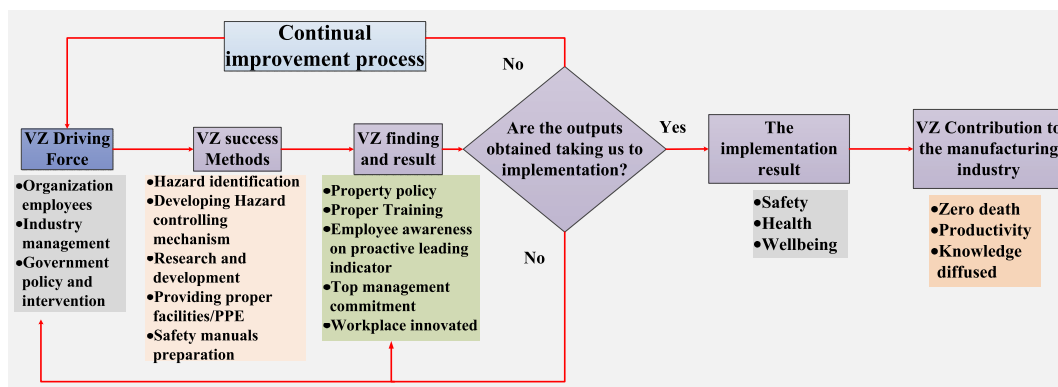 Continual
improvement process
No
VZ Driving
Force
VZ success
Methods
VZ finding
and result
Are the outputs
obtained taking us to
implementation?
Yes
The
implementation
result
VZ Contribution to
the manufacturing
industry
•Organization
employees
•Industry
management
•Government
policy and
intervention
•Hazard identification
•Developing Hazard
controlling
mechanism
•Research and
development
•Providing proper
facilities/PPE
•Safety manuals
preparation
•Property policy
•Proper Training
•Employee awareness
on proactive leading
indicator
•Top management
commitment
•Workplace innovated
No
•Safety
•Health
•Wellbeing
•Zero death
•Productivity
•Knowledge
diffused